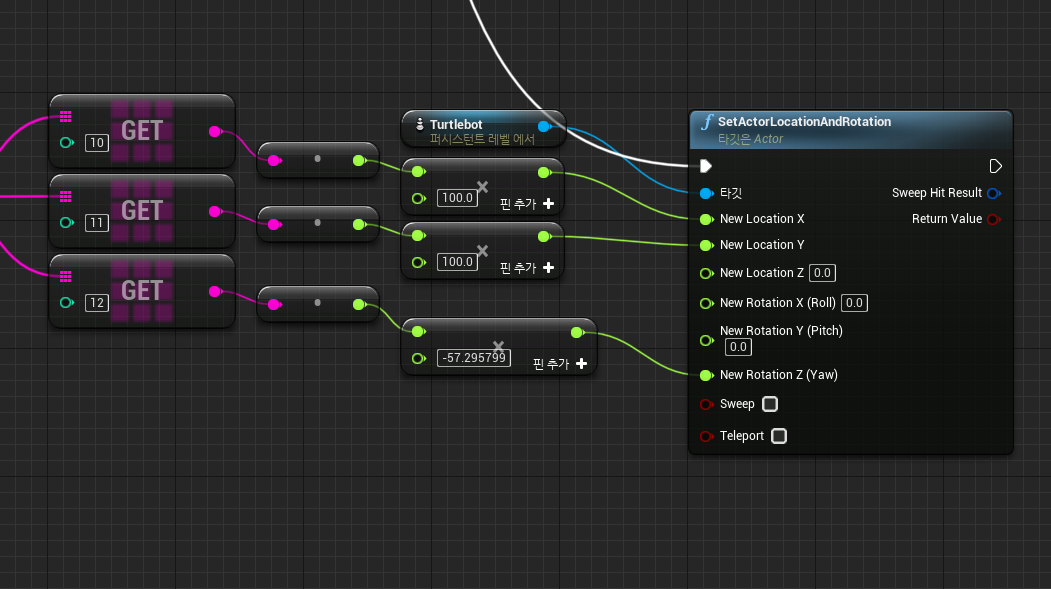 GET
10
GET
11
GET
12
Turtlebot
퍼시스턴트 레벨 에서
100.0
핀 추가
100.0
핀 추가
-57.295799
핀 추가
f SetActorLocationAndRotation
타깃은 Actor
타깃
Sweep Hit Result
New Location X
Return Value
New Location Y
New Location Z 0.0
New Rotation X (Roll) 0.0
New Rotation Y (Pitch)
0.0
New Rotation Z (Yaw)
Sweep
Teleport